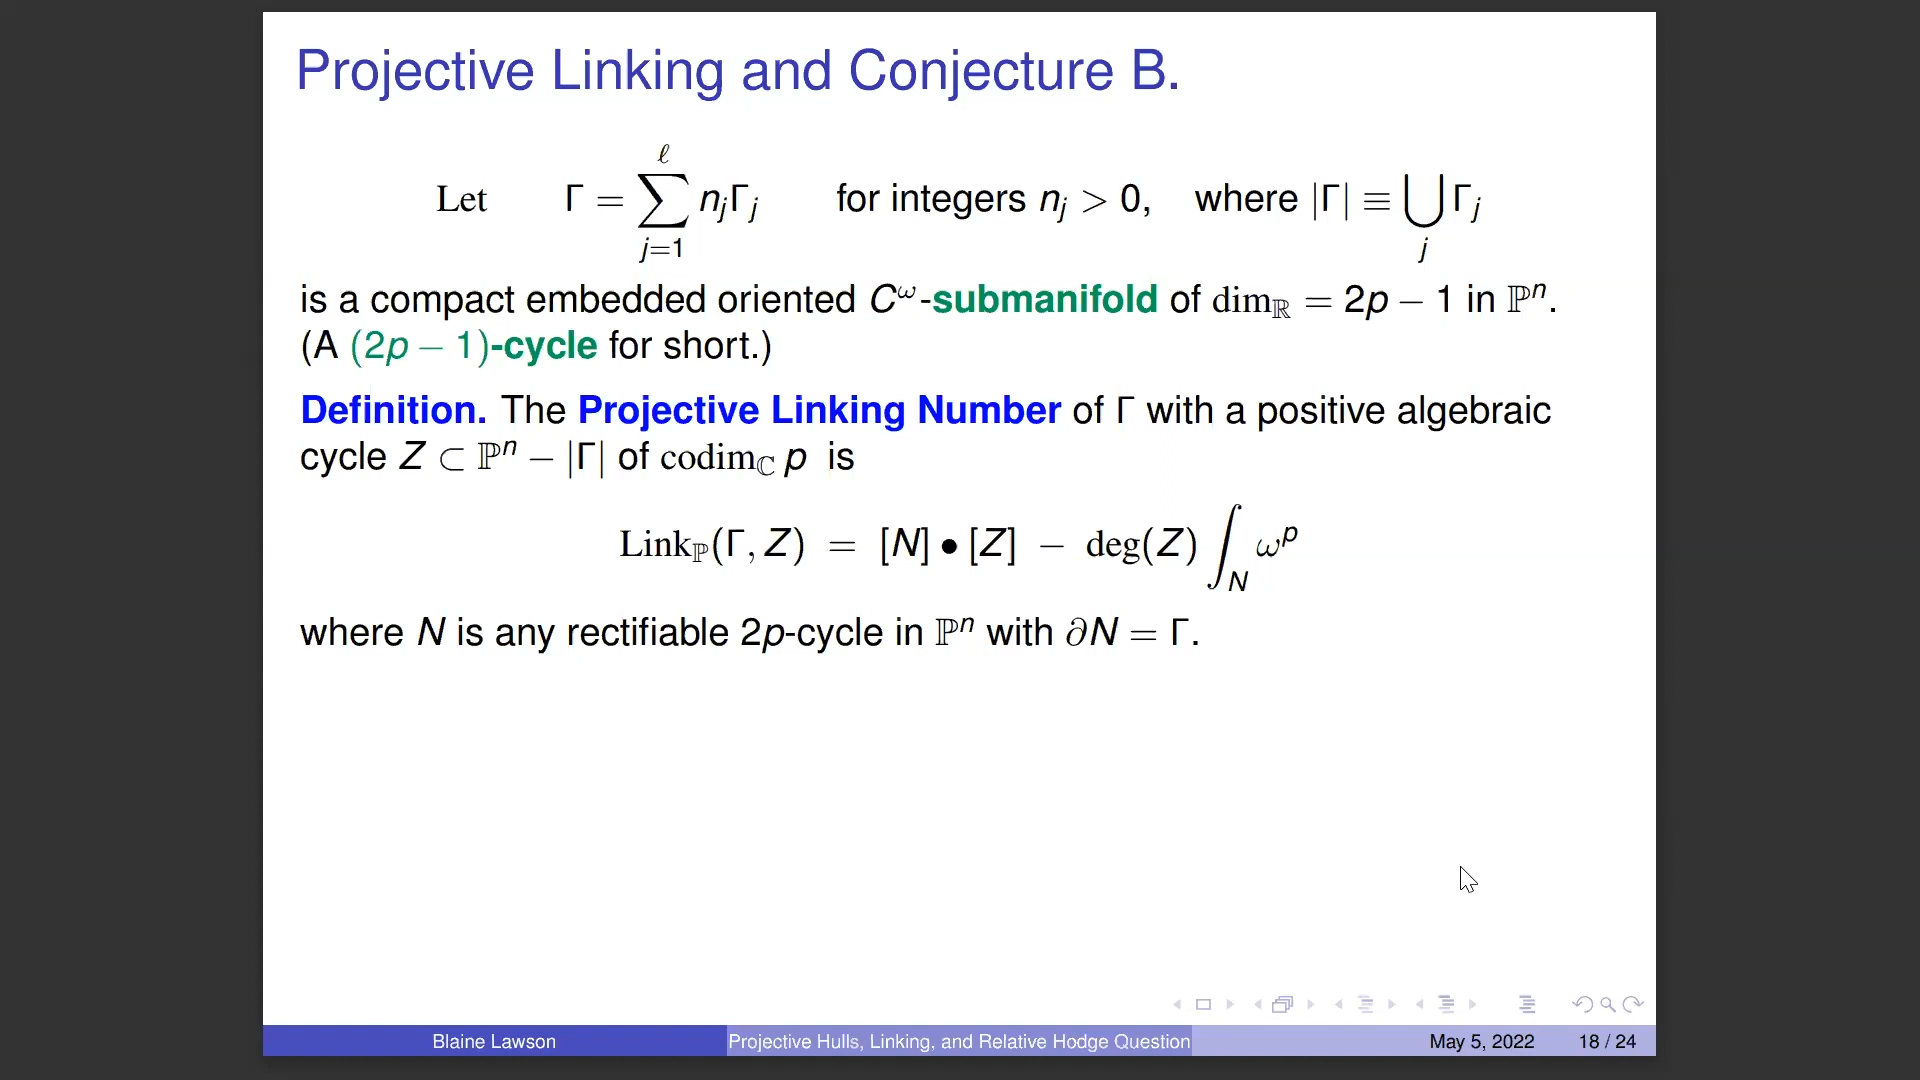 Projective Linking and Conjecture B.
Let Γ = ∑_{j=1}^{ℓ} n_jΓ_j for integers n_j > 0, where |Γ| ≡ ⋃_j Γ_j
is a compact embedded oriented C^ω-submanifold of dim_ℝ = 2p − 1 in ℙ^n.
(A (2p − 1)-cycle for short.)
Definition. The Projective Linking Number of Γ with a positive algebraic
cycle Z ⊂ ℙ^n − |Γ| of codim_ℂ p is
Link_ℙ(Γ, Z) = [N] • [Z] − deg(Z) ∫_N ω^p
where N is any rectifiable 2p-cycle in ℙ^n with ∂N = Γ.
Blaine Lawson Projective Hulls, Linking, and Relative Hodge Question May 5, 2022 18 / 24